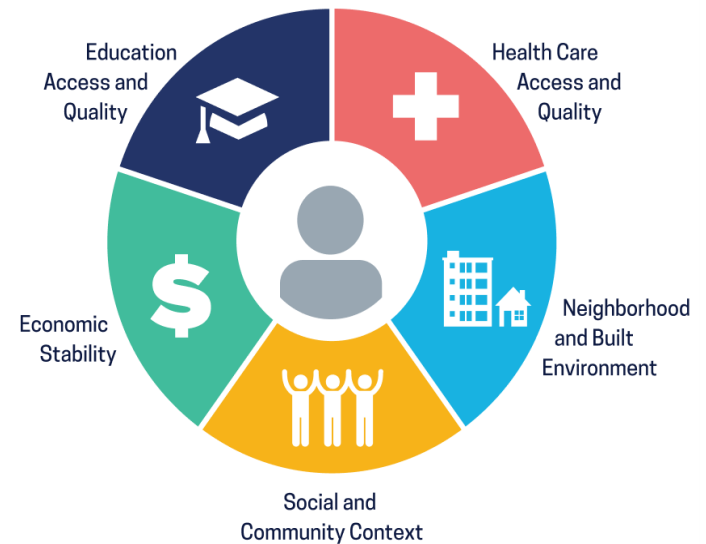 Education
Access and
Quality
Health Care
Access and
Quality
Economic
Stability
Neighborhood
and Built
Environment
Social and
Community Context